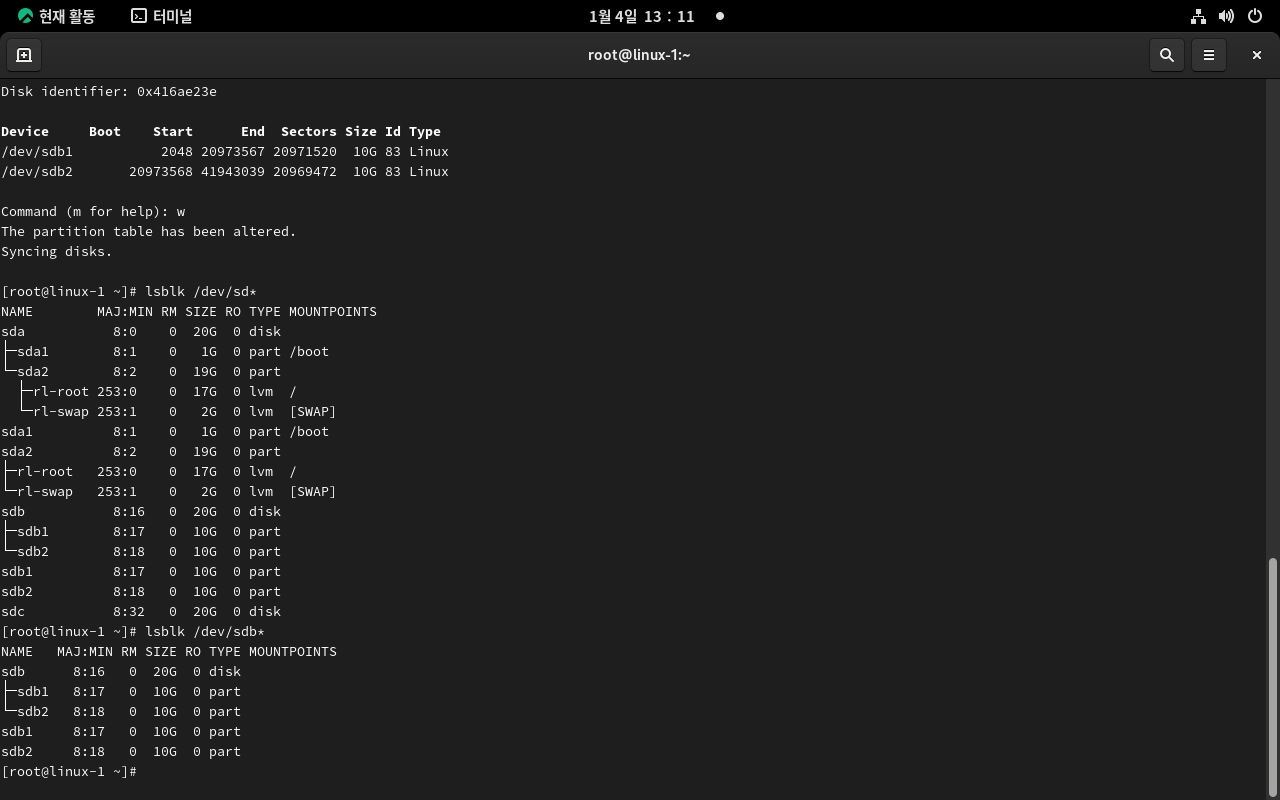 현재 활동 터미널 1월 4일 13 : 11
root@linux-1:~
Disk identifier: 0x416ae23e
Device     Boot    Start      End  Sectors Size Id Type
/dev/sdb1           2048 20973567 20971520  10G 83 Linux
/dev/sdb2       20973568 41943039 20969472  10G 83 Linux
Command (m for help): w
The partition table has been altered.
Syncing disks.
[root@linux-1 ~]# lsblk /dev/sd*
NAME        MAJ:MIN RM SIZE RO TYPE MOUNTPOINTS
sda           8:0    0  20G  0 disk
├─sda1        8:1    0   1G  0 part /boot
└─sda2        8:2    0  19G  0 part
  ├─rl-root 253:0    0  17G  0 lvm  /
  └─rl-swap 253:1    0   2G  0 lvm  [SWAP]
sda1          8:1    0   1G  0 part /boot
sda2          8:2    0  19G  0 part
├─rl-root   253:0    0  17G  0 lvm  /
└─rl-swap   253:1    0   2G  0 lvm  [SWAP]
sdb           8:16   0  20G  0 disk
├─sdb1        8:17   0  10G  0 part
└─sdb2        8:18   0  10G  0 part
sdb1          8:17   0  10G  0 part
sdb2          8:18   0  10G  0 part
sdc           8:32   0  20G  0 disk
[root@linux-1 ~]# lsblk /dev/sdb*
NAME   MAJ:MIN RM SIZE RO TYPE MOUNTPOINTS
sdb      8:16   0  20G  0 disk
├─sdb1   8:17   0  10G  0 part
└─sdb2   8:18   0  10G  0 part
sdb1     8:17   0  10G  0 part
sdb2     8:18   0  10G  0 part
[root@linux-1 ~]#